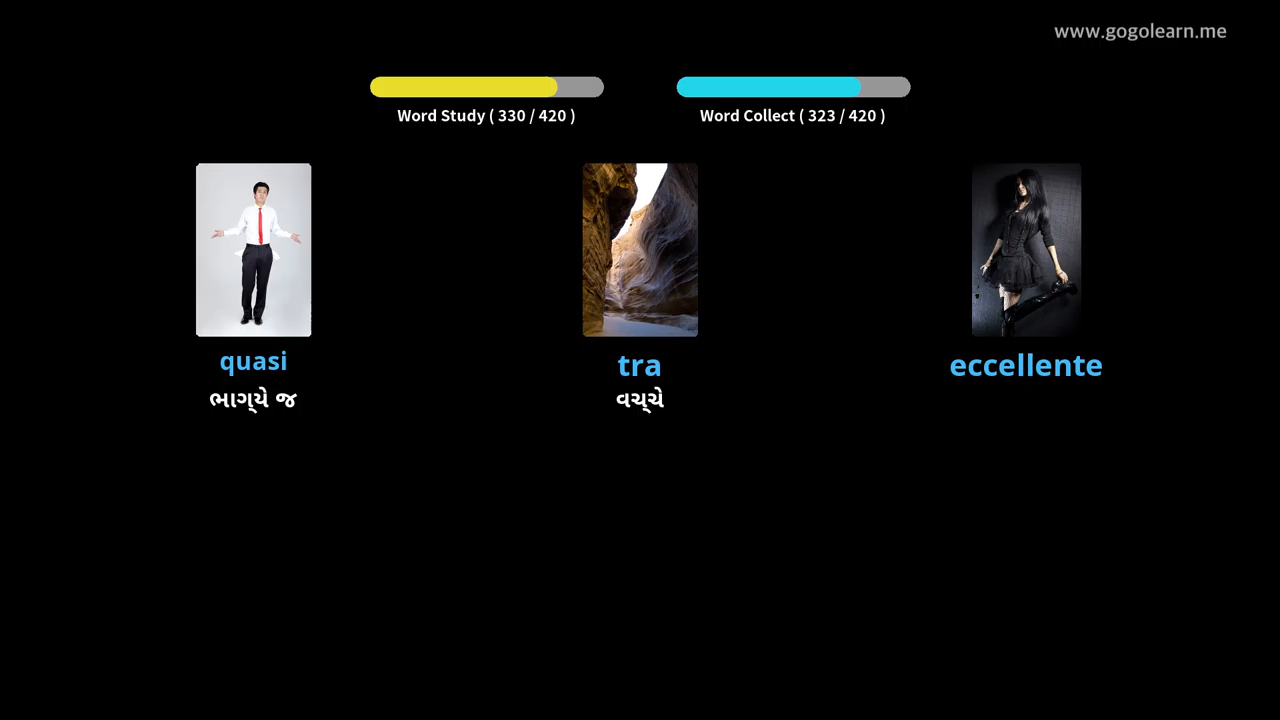 www.gogolearn.me
Word Study ( 330 / 420 )
Word Collect ( 323 / 420 )
quasi
tra
eccellente
ભાગ્યે જ
વચ્ચે